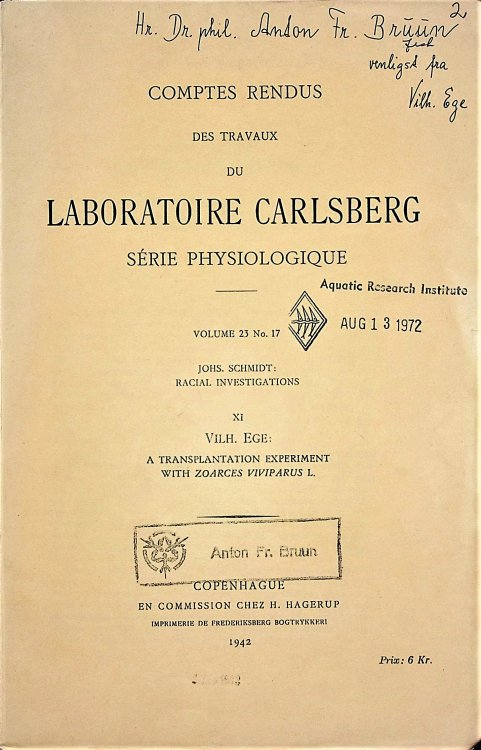 2
Hr. Dr. phil. Anton Fr. Brūūn
venligst fra
Vilh. Ege
COMPTES RENDUS
DES TRAVAUX
DU
LABORATOIRE CARLSBERG
SÉRIE PHYSIOLOGIQUE
Aquatic Research Institute
AUG 13 1972
VOLUME 23 No. 17
JOHS. SCHMIDT:
RACIAL INVESTIGATIONS
XI
VILH. EGE:
A TRANSPLANTATION EXPERIMENT
WITH ZOARCES VIVIPARUS L.
Anton Fr. Bruun
COPENHAGUE
EN COMMISSION CHEZ H. HAGERUP
IMPRIMERIE DE FREDERIKSBERG BOGTRYKKERI
1942
Prix: 6 Kr.